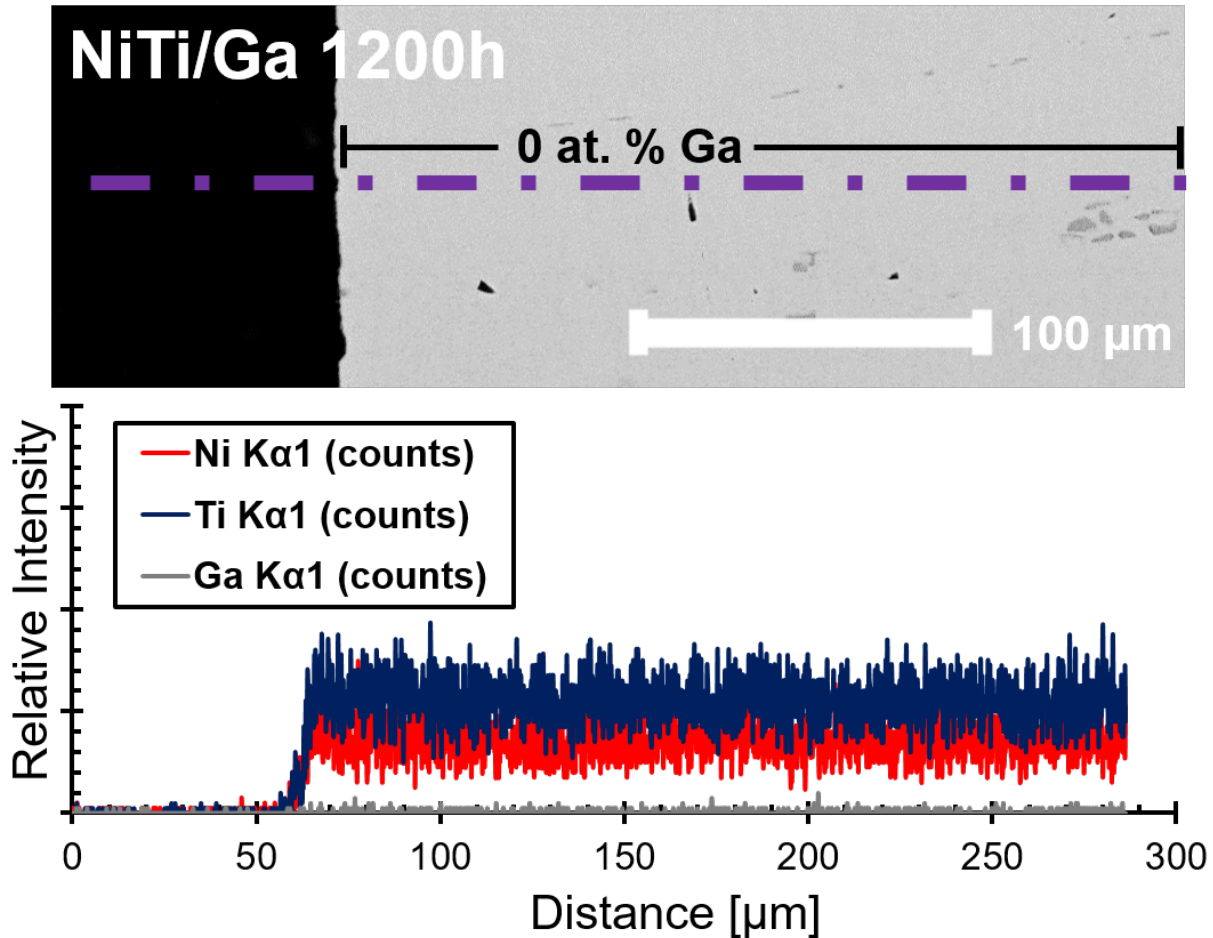 NiTi/Ga 1200h
0 at. % Ga
100 µm
Relative Intensity
Ni Kα1 (counts)
Ti Kα1 (counts)
Ga Kα1 (counts)
0 50 100 150 200 250 300
Distance [µm]